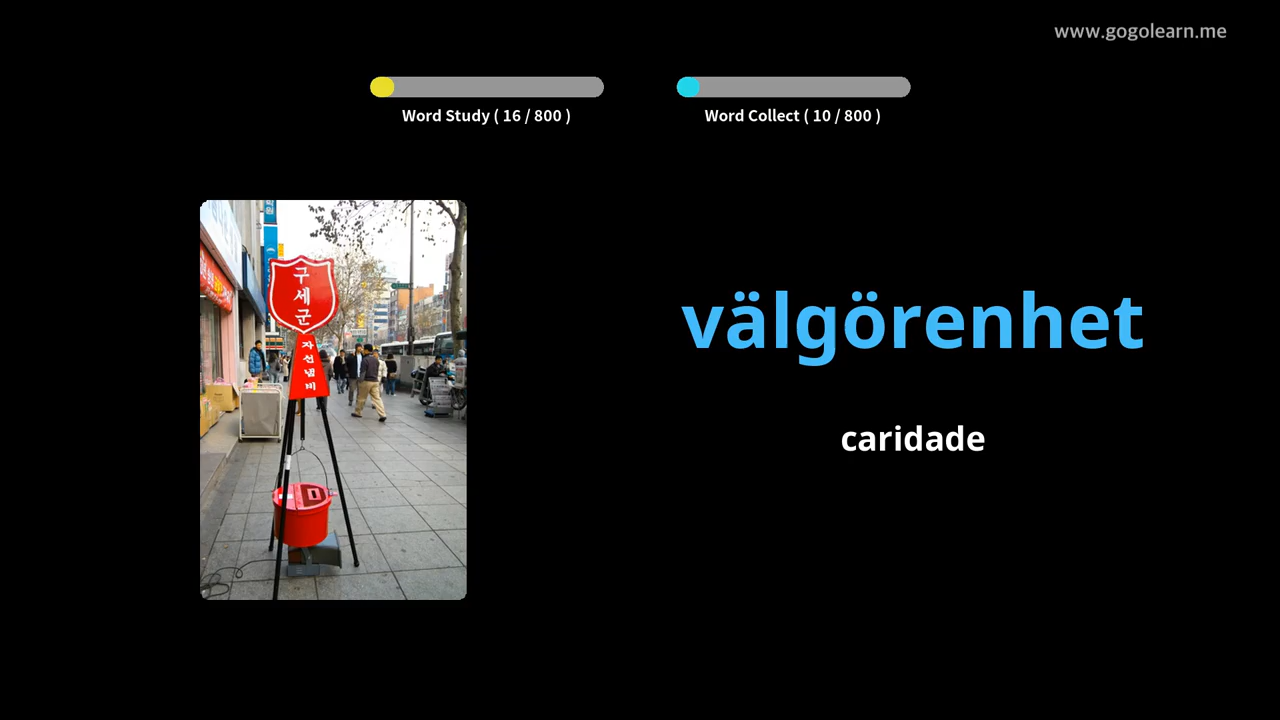 www.gogolearn.me
Word Study ( 16 / 800 )
Word Collect ( 10 / 800 )
구
세
군
자
선
냄
비
välgörenhet
caridade